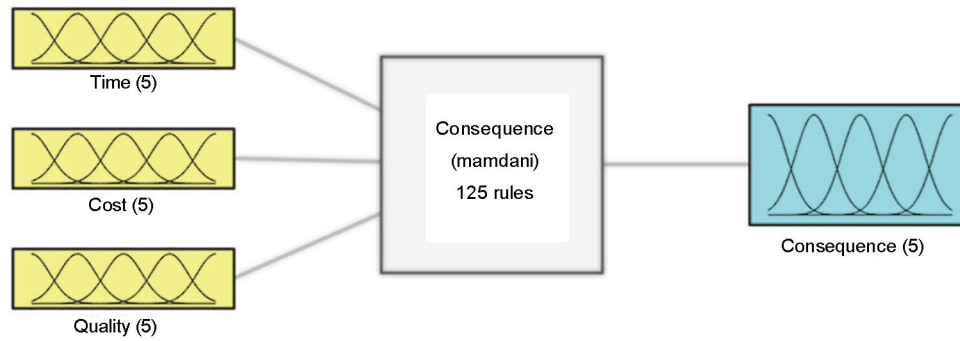 Time (5)
Cost (5)
Quality (5)
Consequence
(mamdani)
125 rules
Consequence (5)